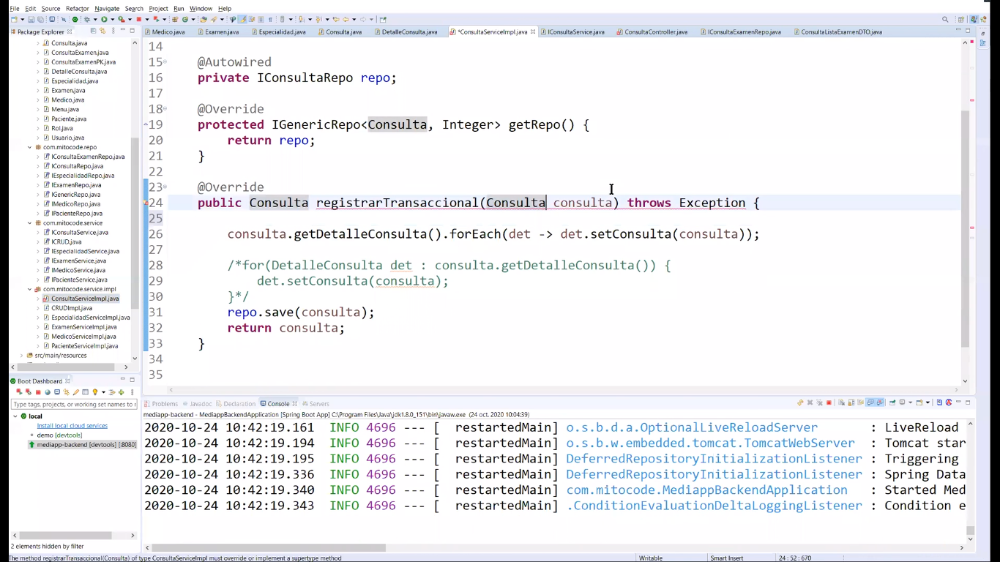 File Edit Source Refactor Navigate Search Project Run Window Help
Package Explorer
Medico.java Examen.java Especialidad.java Consulta.java DetalleConsulta.java *ConsultaServiceImpl.java IConsultaService.java ConsultaController.java IConsultaExamenRepo.java ConsultaListaExamenDTO.java
Consulta.java
ConsultaExamen.java
ConsultaExamenPK.java
DetalleConsulta.java
Especialidad.java
Examen.java
Medico.java
Menu.java
Paciente.java
Rol.java
Usuario.java
com.mitocode.repo
IConsultaExamenRepo.java
IConsultaRepo.java
IEspecialidadRepo.java
IExamenRepo.java
IGenericRepo.java
IMedicoRepo.java
IPacienteRepo.java
com.mitocode.service
IConsultaService.java
ICRUD.java
IEspecialidadService.java
IExamenService.java
IMedicoService.java
IPacienteService.java
com.mitocode.service.impl
ConsultaServiceImpl.java
CRUDImpl.java
EspecialidadServiceImpl.java
ExamenServiceImpl.java
MedicoServiceImpl.java
PacienteServiceImpl.java
src/main/resources
14
15 @Autowired
16 private IConsultaRepo repo;
17
18 @Override
19 protected IGenericRepo<Consulta, Integer> getRepo() {
20 return repo;
21 }
22
23 @Override
24 public Consulta registrarTransaccional(Consulta consulta) throws Exception {
25
26 consulta.getDetalleConsulta().forEach(det -> det.setConsulta(consulta));
27
28 /*for(DetalleConsulta det : consulta.getDetalleConsulta()) {
29 det.setConsulta(consulta);
30 }*/
31 repo.save(consulta);
32 return consulta;
33 }
34
35
Boot Dashboard
Type tags, projects, or working set names to r
local
Install local cloud services
demo [devtools]
mediapp-backend [devtools] [:8080]
2 elements hidden by filter
Problems Javadoc Declaration Console Servers
mediapp-backend - MediappBackendApplication [Spring Boot App] C:\Program Files\Java\jdk1.8.0_151\bin\javaw.exe (24 oct. 2020 10:04:39)
2020-10-24 10:42:19.161 INFO 4696 --- [ restartedMain] o.s.b.d.a.OptionalLiveReloadServer : LiveReload
2020-10-24 10:42:19.194 INFO 4696 --- [ restartedMain] o.s.b.w.embedded.tomcat.TomcatWebServer : Tomcat star
2020-10-24 10:42:19.195 INFO 4696 --- [ restartedMain] DeferredRepositoryInitializationListener : Triggering
2020-10-24 10:42:19.336 INFO 4696 --- [ restartedMain] DeferredRepositoryInitializationListener : Spring Data
2020-10-24 10:42:19.340 INFO 4696 --- [ restartedMain] com.mitocode.MediappBackendApplication : Started Med
2020-10-24 10:42:19.343 INFO 4696 --- [ restartedMain] .ConditionEvaluationDeltaLoggingListener : Condition e
The method registrarTransaccional(Consulta) of type ConsultaServiceImpl must override or implement a supertype method Writable Smart Insert 24 : 52 : 670